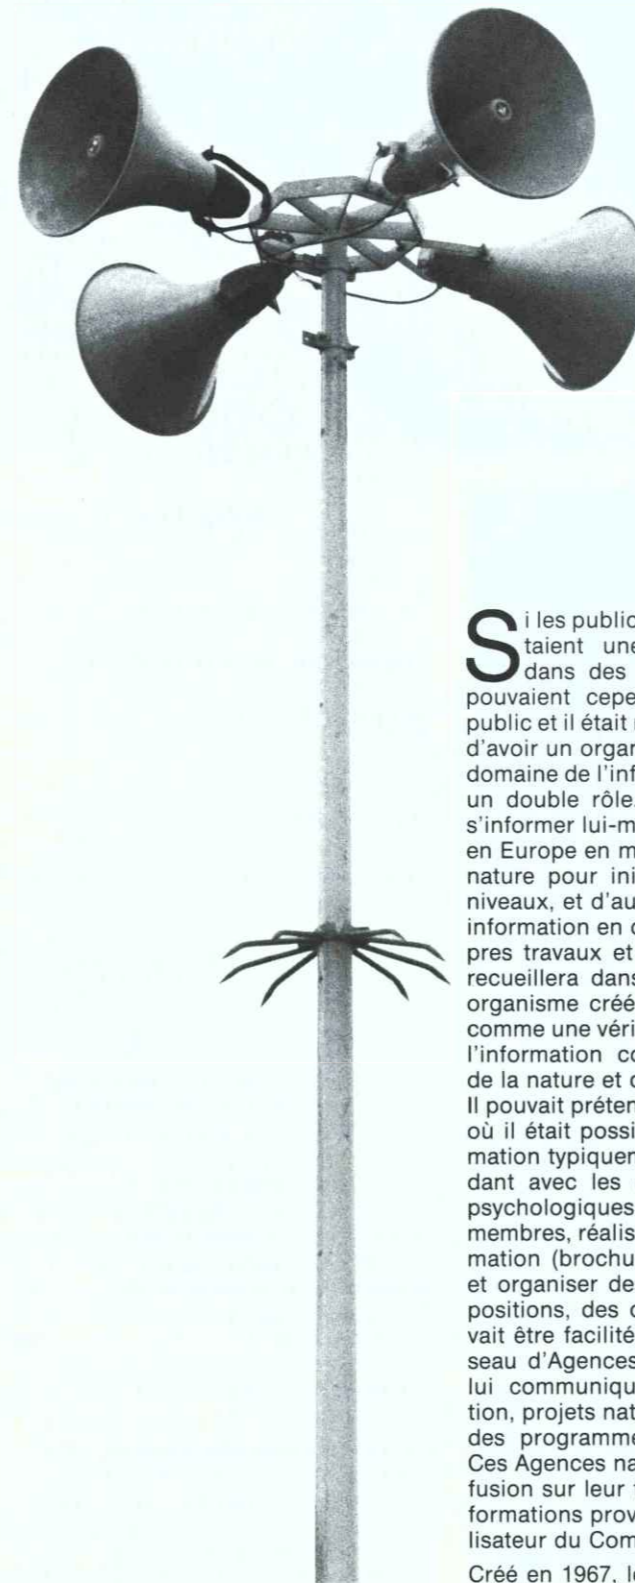 Si les public
taient une
dans des
pouvaient cepe
public et il était
d'avoir un organ
domaine de l'inf
un double rôle.
s'informer lui-m
en Europe en m
nature pour ini
niveaux, et d'au
information en
pres travaux et
recueillera dans
organisme créé
comme une véri
l'information co
de la nature et
Il pouvait préten
où il était possi
mation typiquen
dant avec les
psychologiques
membres, réalis
mation (brochu
et organiser de
positions, des
vait être facilité
seau d'Agences
lui communiqu
tion, projets nat
des programme
Ces Agences na
fusion sur leur
formations prov
lisateur du Com
Créé en 1967, l